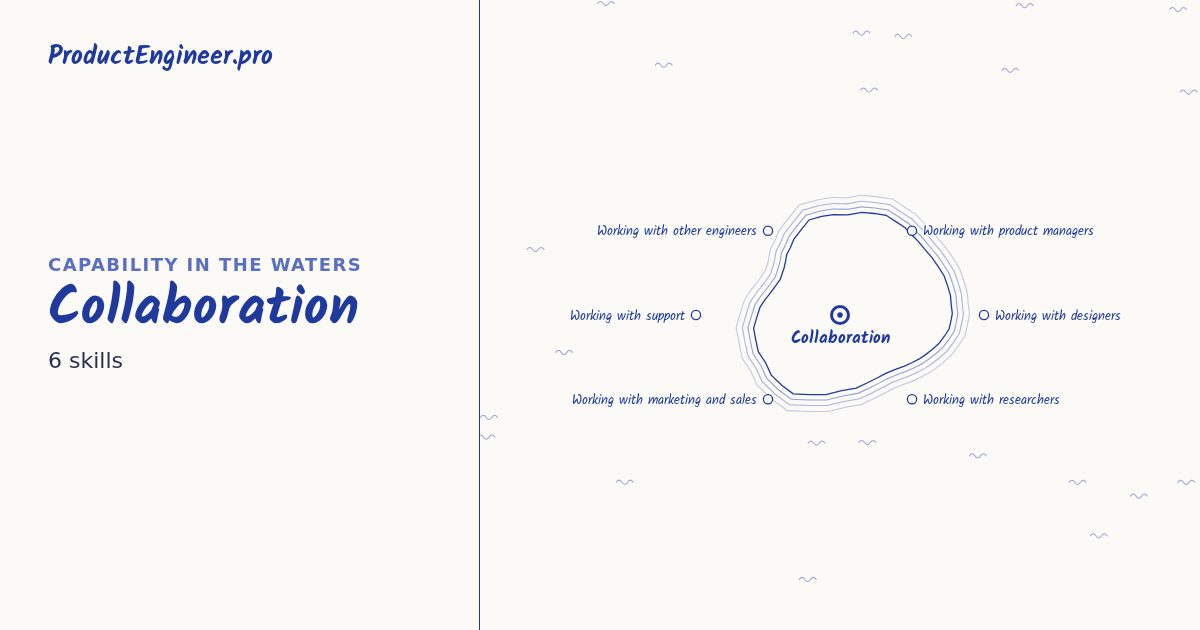 ProductEngineer.pro
CAPABILITY IN THE WATERS
Collaboration
6 skills
Working with other engineers
Working with product managers
Working with support
Working with designers
Collaboration
Working with marketing and sales
Working with researchers